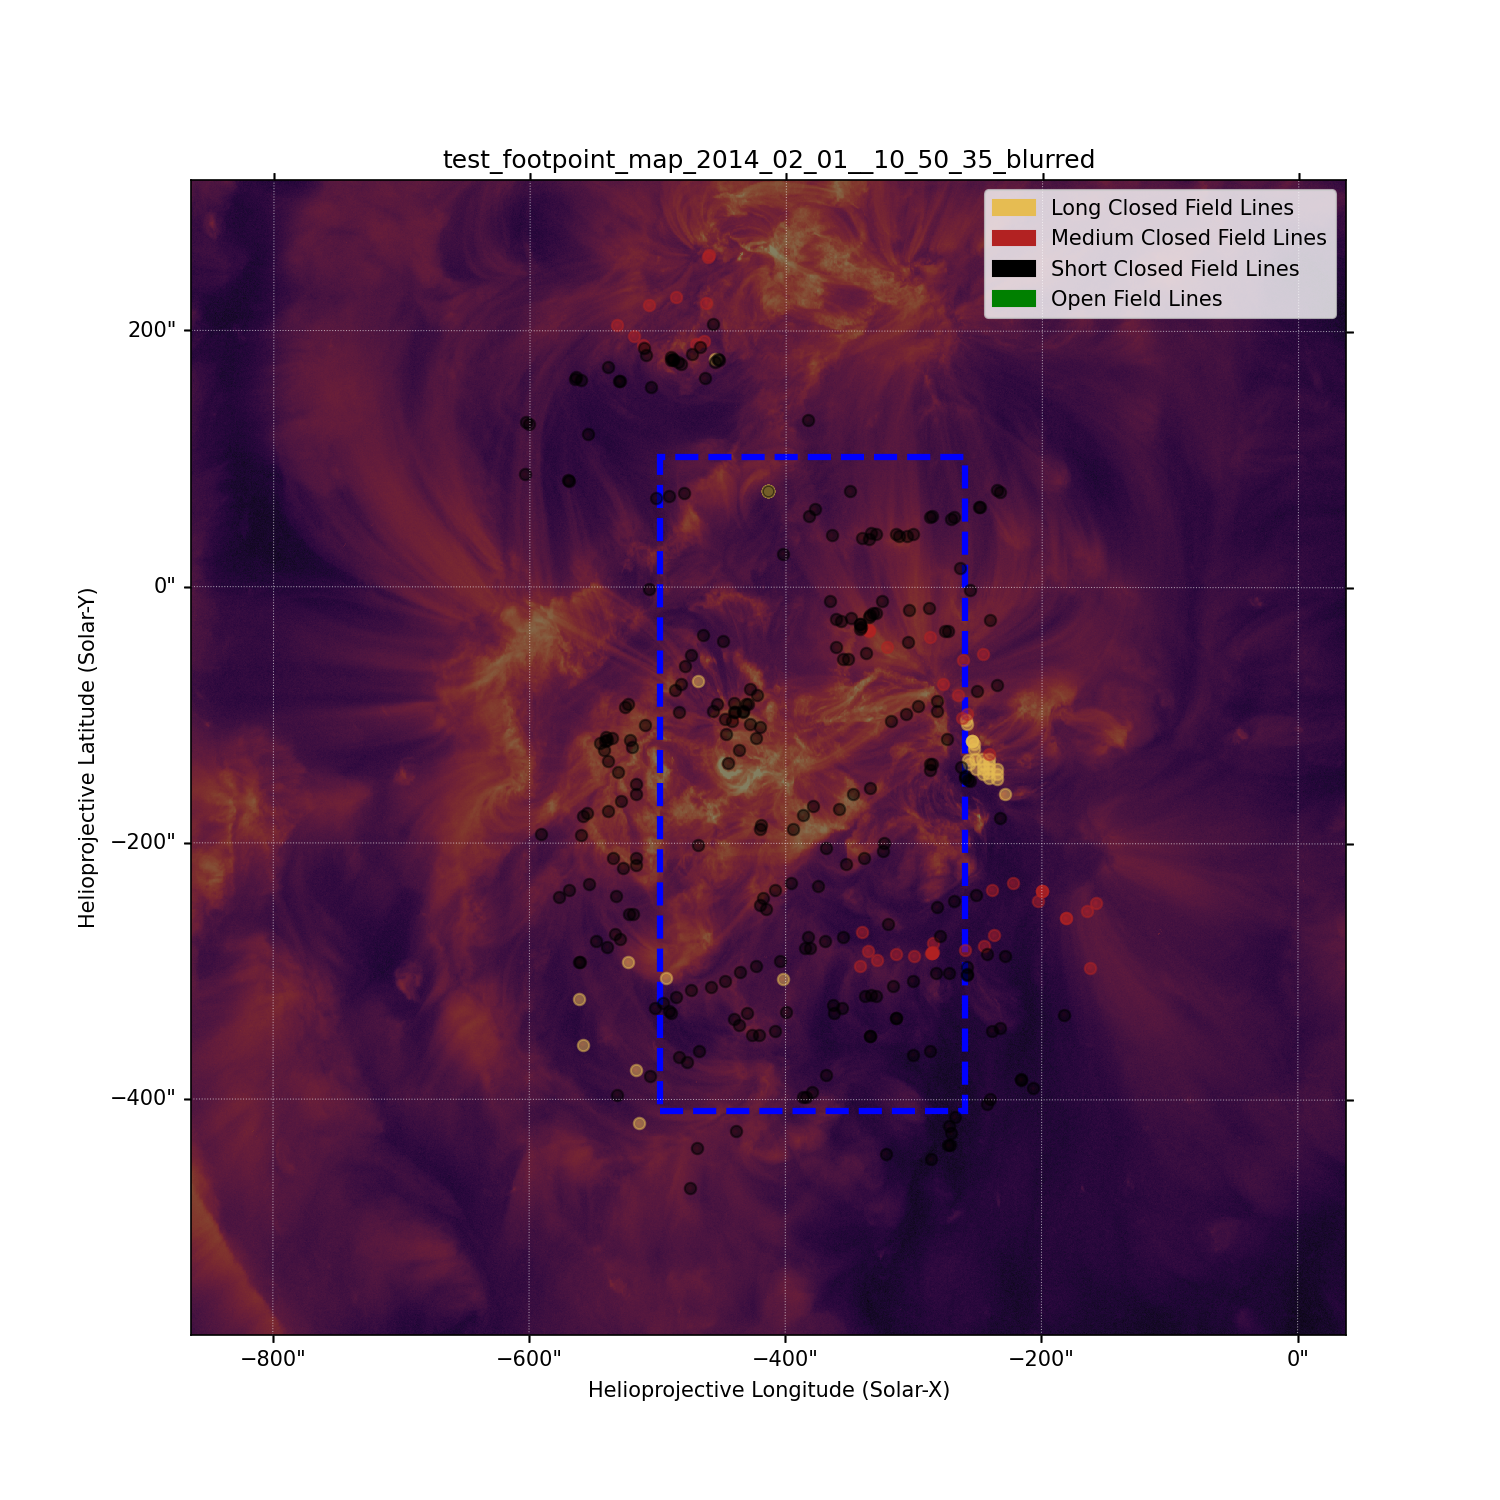 test_footpoint_map_2014_02_01__10_50_35_blurred
Long Closed Field Lines
Medium Closed Field Lines
Short Closed Field Lines
Open Field Lines
200"
0"
−200"
−400"
Helioprojective Latitude (Solar-Y)
−800"
−600"
−400"
−200"
0"
Helioprojective Longitude (Solar-X)